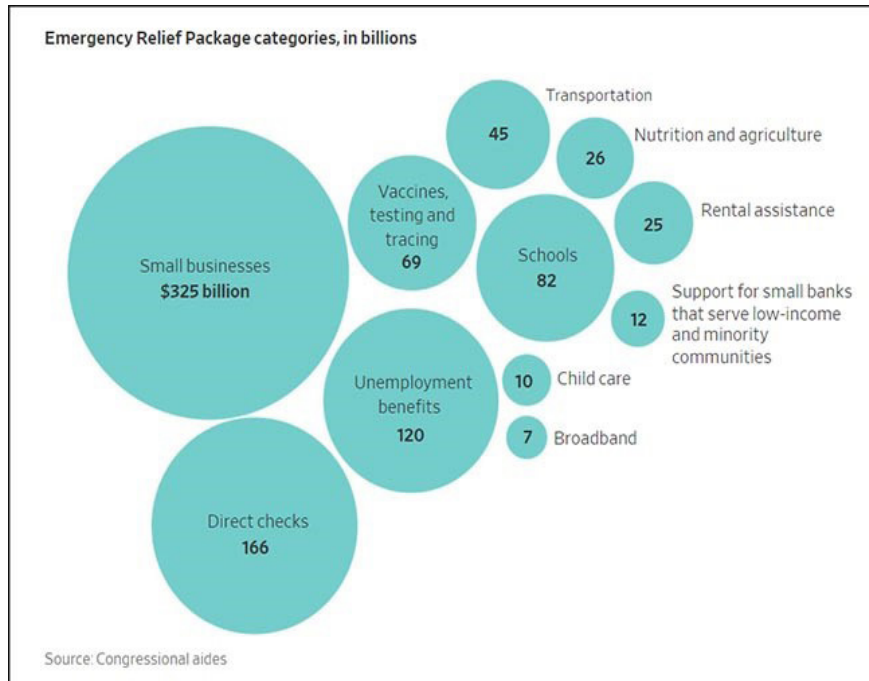 Emergency Relief Package categories, in billions
Transportation
45
Nutrition and agriculture
26
Vaccines,
testing and
tracing
69
Rental assistance
25
Small businesses
$325 billion
Schools
82
Support for small banks
that serve low-income
and minority
communities
12
Unemployment
benefits
120
10
Child care
7
Broadband
Direct checks
166
Source: Congressional aides